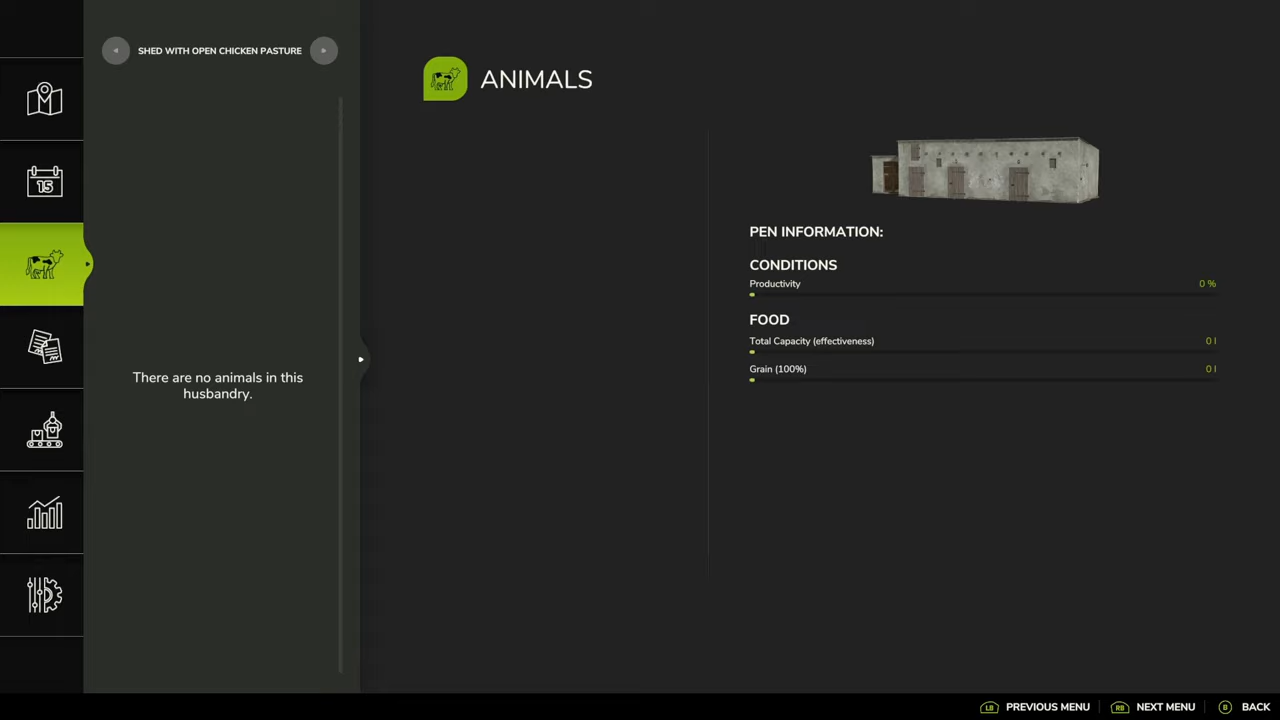 SHED WITH OPEN CHICKEN PASTURE
ANIMALS
15
PEN INFORMATION:
CONDITIONS
Productivity 0 %
FOOD
Total Capacity (effectiveness) 0 l
Grain (100%) 0 l
There are no animals in this
husbandry.
LB PREVIOUS MENU RB NEXT MENU B BACK